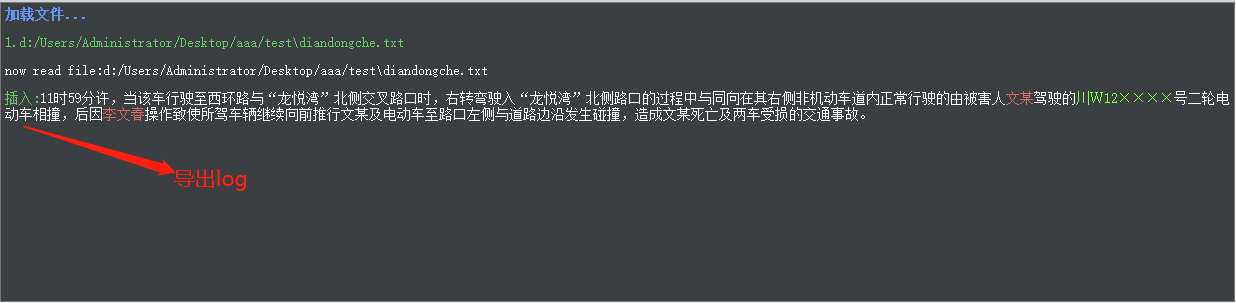 加载文件...
1.d:/Users/Administrator/Desktop/aaa/test\diandongche.txt
now read file:d:/Users/Administrator/Desktop/aaa/test\diandongche.txt
插入:11时59分许，当该车行驶至西环路与“龙悦湾”北侧交叉路口时，右转弯驶入“龙悦湾”北侧路口的过程中与同向在其右侧非机动车道内正常行驶的由被害人文某驾驶的川W12××××号二轮电
动车相撞，后因李文春操作致使所驾车辆继续向前推行文某及电动车至路口左侧与道路边沿发生碰撞，造成文某死亡及两车受损的交通事故。
导出log